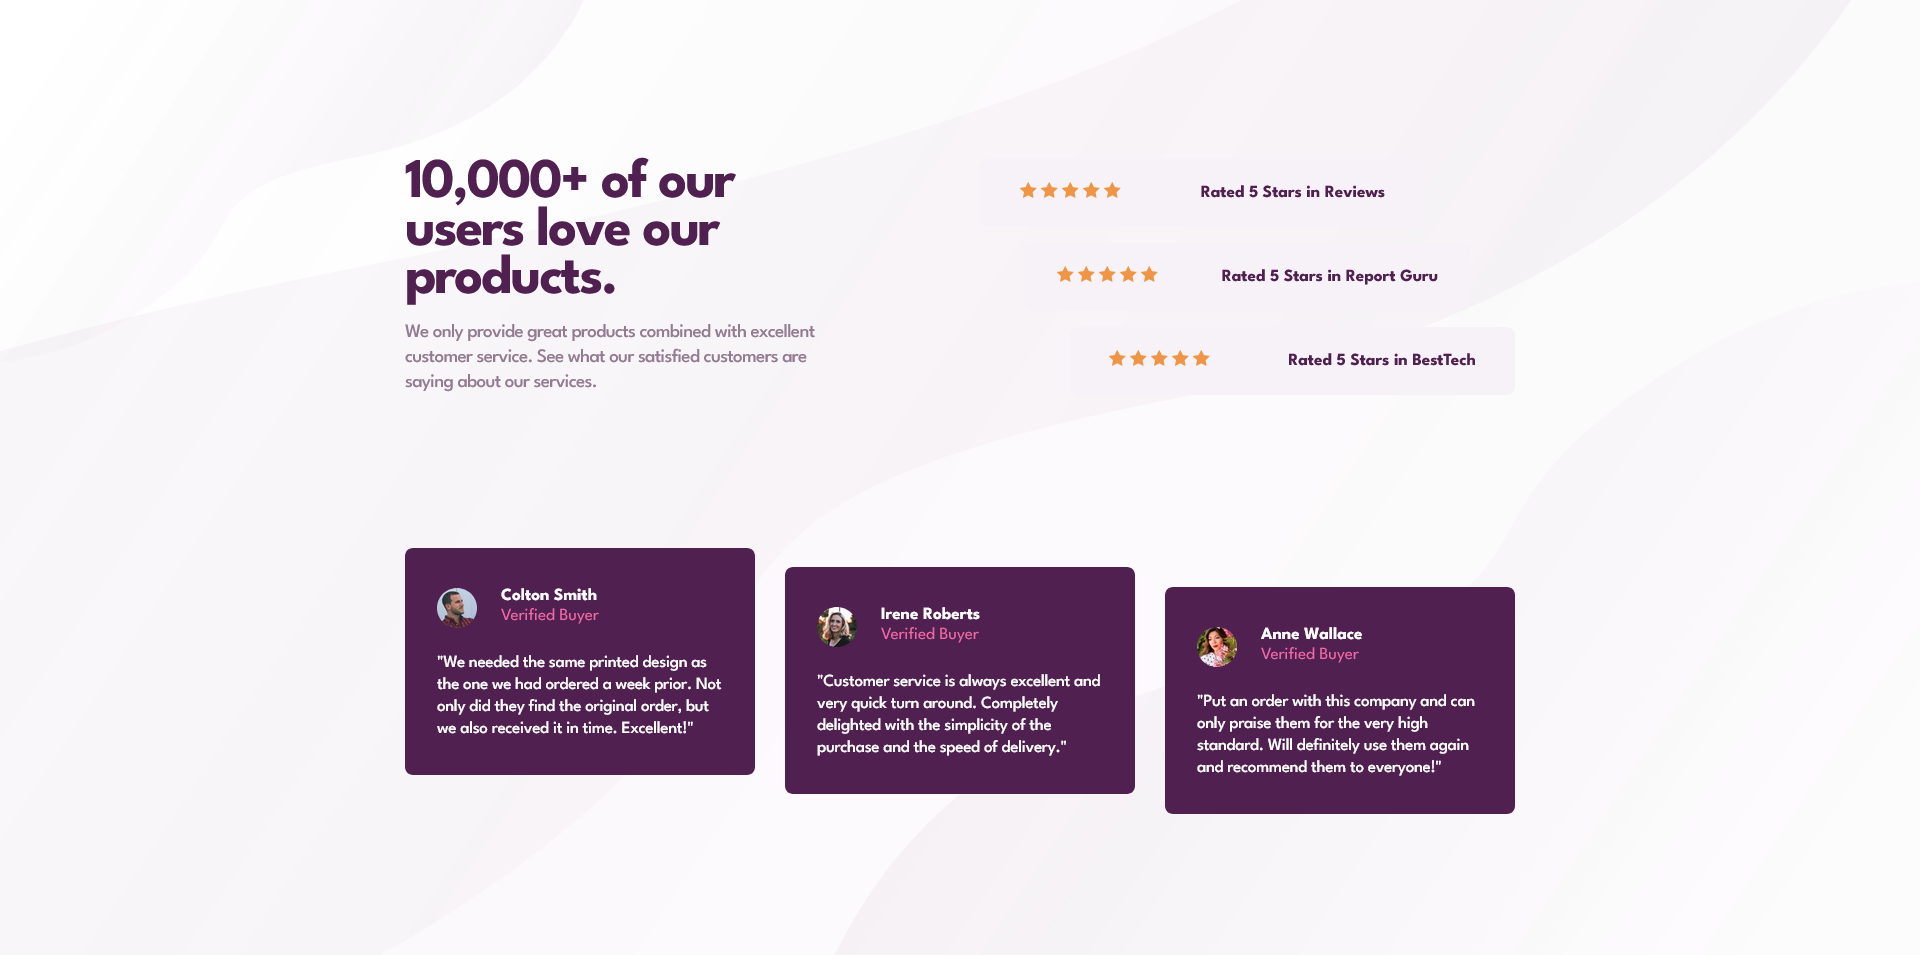 10,000+ of our
users love our
products.
We only provide great products combined with excellent
customer service. See what our satisfied customers are
saying about our services.
Rated 5 Stars in Reviews
Rated 5 Stars in Report Guru
Rated 5 Stars in BestTech
Colton Smith
Verified Buyer
"We needed the same printed design as
the one we had ordered a week prior. Not
only did they find the original order, but
we also received it in time. Excellent!"
Irene Roberts
Verified Buyer
"Customer service is always excellent and
very quick turn around. Completely
delighted with the simplicity of the
purchase and the speed of delivery."
Anne Wallace
Verified Buyer
"Put an order with this company and can
only praise them for the very high
standard. Will definitely use them again
and recommend them to everyone!"